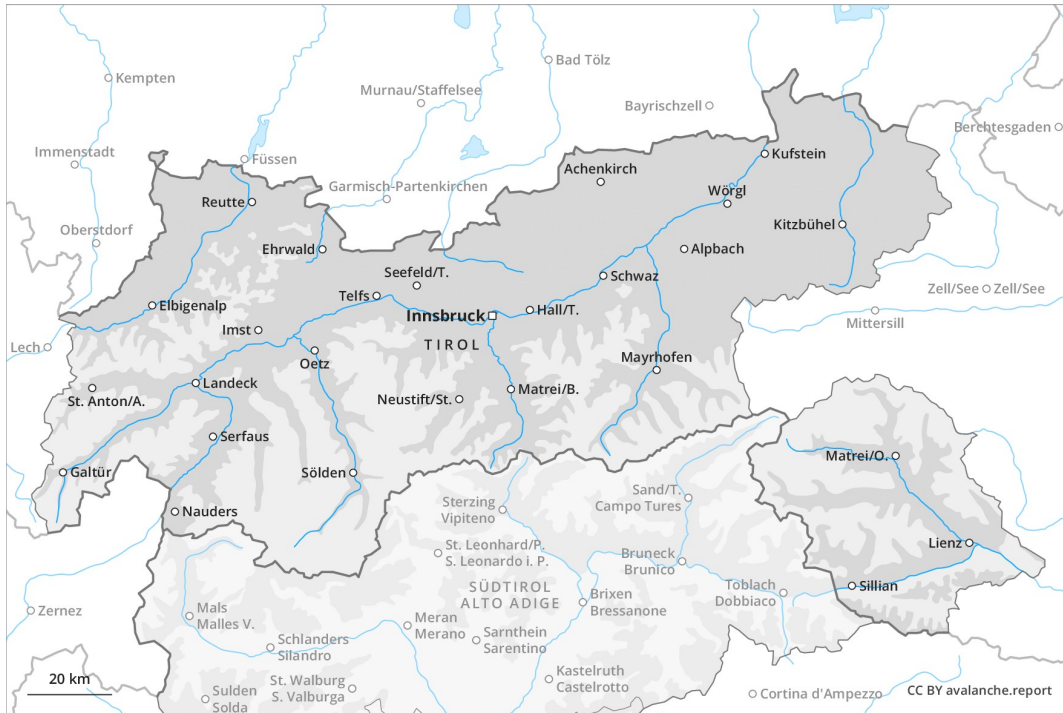 Kempten
Bad Tölz
Murnau/Staffelsee
Bayrischzell
Berchtesgaden
Immenstadt
Füssen
Kufstein
Achenkirch
Garmisch-Partenkirchen
Wörgl
Reutte
Oberstdorf
Kitzbühel
Ehrwald
Alpbach
Seefeld/T.
Schwaz
Zell/See
Zell/See
Telfs
Elbigenalp
Innsbruck
Hall/T.
Mittersill
Imst
Lech
TIROL
Mayrhofen
Oetz
Landeck
St. Anton/A.
Neustift/St.
Matrei/B.
Serfaus
Matrei/O.
Galtür
Sölden
Sand/T.
Campo Tures
Sterzing
Vipiteno
Nauders
Lienz
St. Leonhard/P.
S. Leonardo i. P.
Bruneck
Brunico
Sillian
SÜDTIROL
ALTO ADIGE
Toblach
Dobbiaco
Brixen
Bressanone
Zernez
Mals
Malles V.
Meran
Merano
Sarnthein
Sarentino
Schlanders
Silandro
Kastelruth
Castelrotto
St. Walburg
S. Valburga
20 km
Sulden
Solda
Cortina d'Ampezzo
CC BY avalanche.report